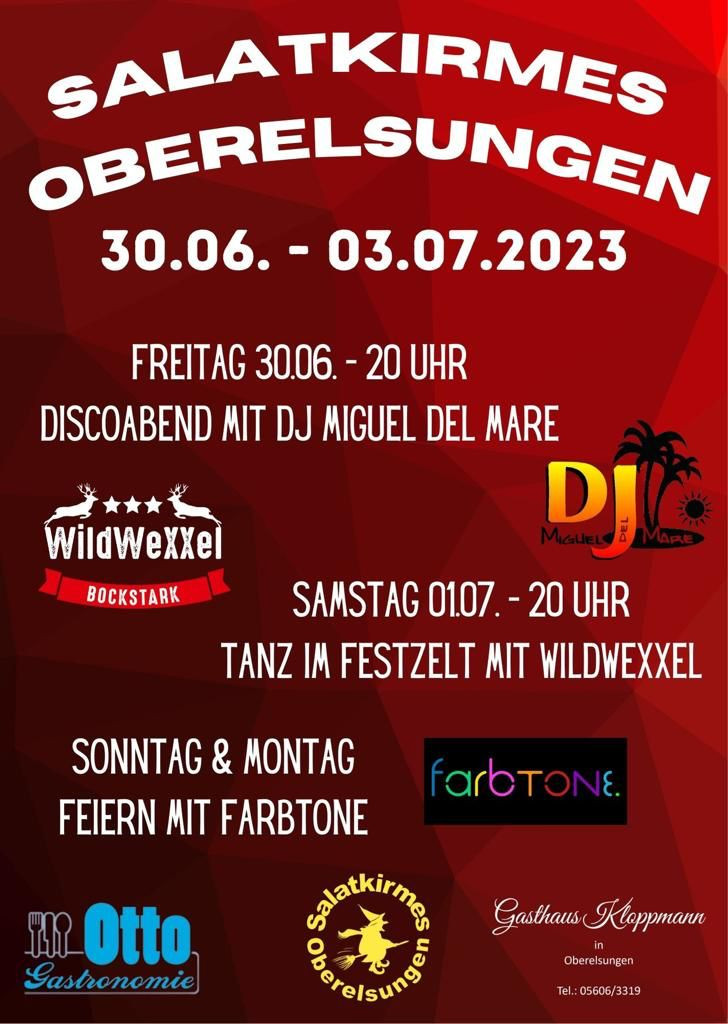 SALATKIRMES
OBERELSUNGEN
30.06. - 03.07.2023
FREITAG 30.06. - 20 UHR
DISCOABEND MIT DJ MIGUEL DEL MARE
DJ
MIGUEL DEL MARE
WildWeXXel
BOCKSTARK
SAMSTAG 01.07. - 20 UHR
TANZ IM FESTZELT MIT WILDWEXXEL
SONNTAG & MONTAG
FEIERN MIT FARBTONE
farbTONE.
Otto
Gastronomie
Salatkirmes
Oberelsungen
Gasthaus Kloppmann
in
Oberelsungen
Tel.: 05606/3319